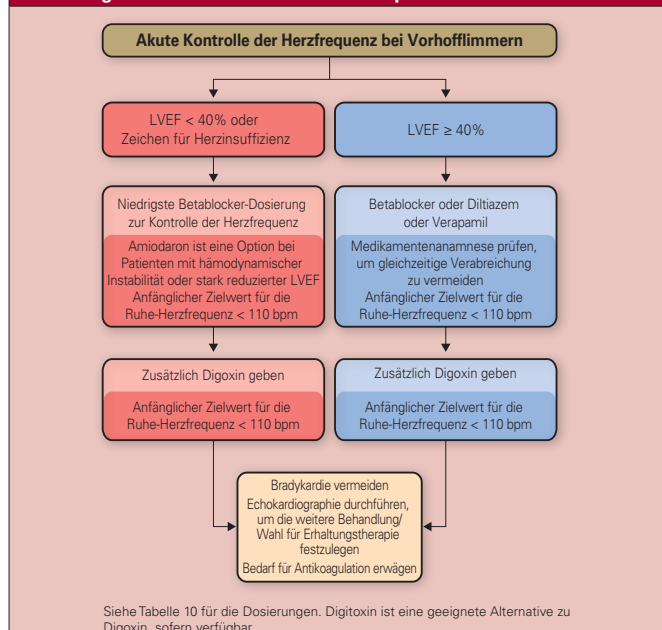 Akute Kontrolle der Herzfrequenz bei Vorhofflimmern
LVEF < 40% oder
Zeichen für Herzinsuffizienz
LVEF ≥ 40%
Niedrigste Betablocker-Dosierung
zur Kontrolle der Herzfrequenz
Amiodaron ist eine Option bei
Patienten mit hämodynamischer
Instabilität oder stark reduzierter LVEF
Anfänglicher Zielwert für die
Ruhe-Herzfrequenz < 110 bpm
Betablocker oder Diltiazem
oder Verapamil
Medikamentenanamnese prüfen,
um gleichzeitige Verabreichung
zu vermeiden
Anfänglicher Zielwert für die
Ruhe-Herzfrequenz < 110 bpm
Zusätzlich Digoxin geben
Anfänglicher Zielwert für die
Ruhe-Herzfrequenz < 110 bpm
Zusätzlich Digoxin geben
Anfänglicher Zielwert für die
Ruhe-Herzfrequenz < 110 bpm
Bradykardie vermeiden
Echokardiographie durchführen,
um die weitere Behandlung/
Wahl für Erhaltungstherapie
festzulegen
Bedarf für Antikoagulation erwägen
Siehe Tabelle 10 für die Dosierungen. Digitoxin ist eine geeignete Alternative zu
Digoxin, sofern verfügbar